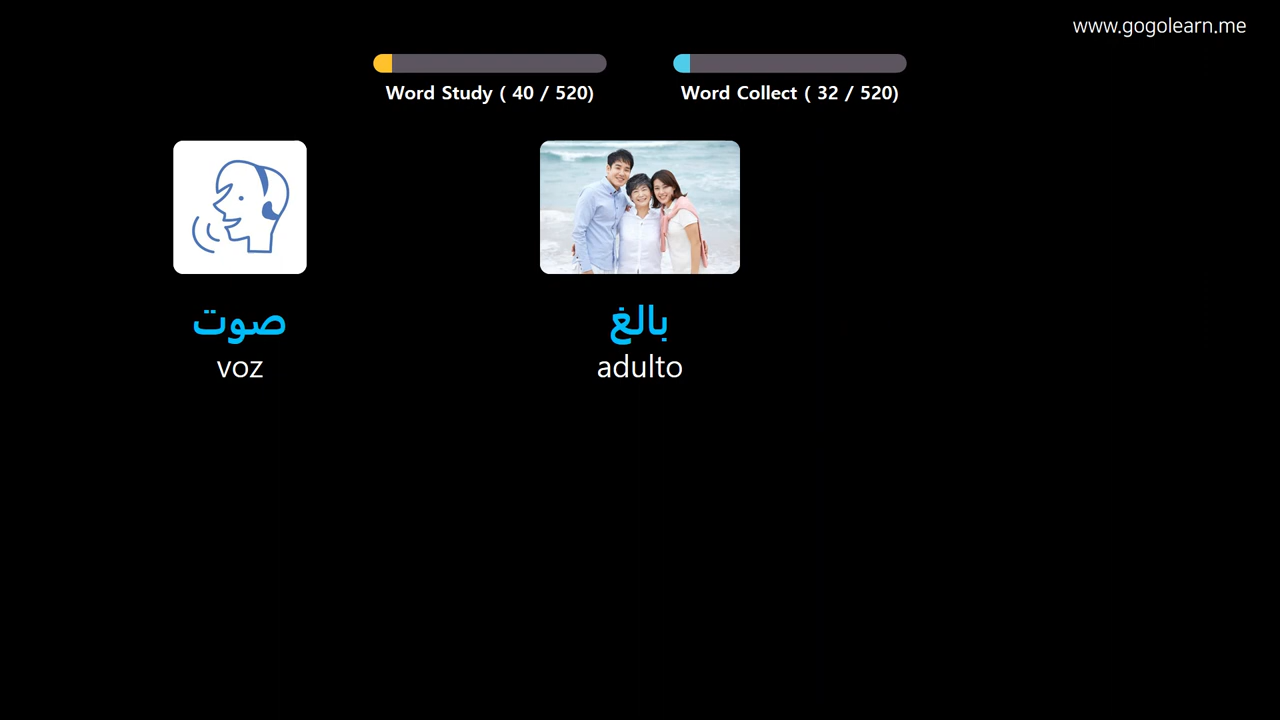 www.gogolearn.me
Word Study ( 40 / 520)
Word Collect ( 32 / 520)
صوت
voz
بالغ
adulto